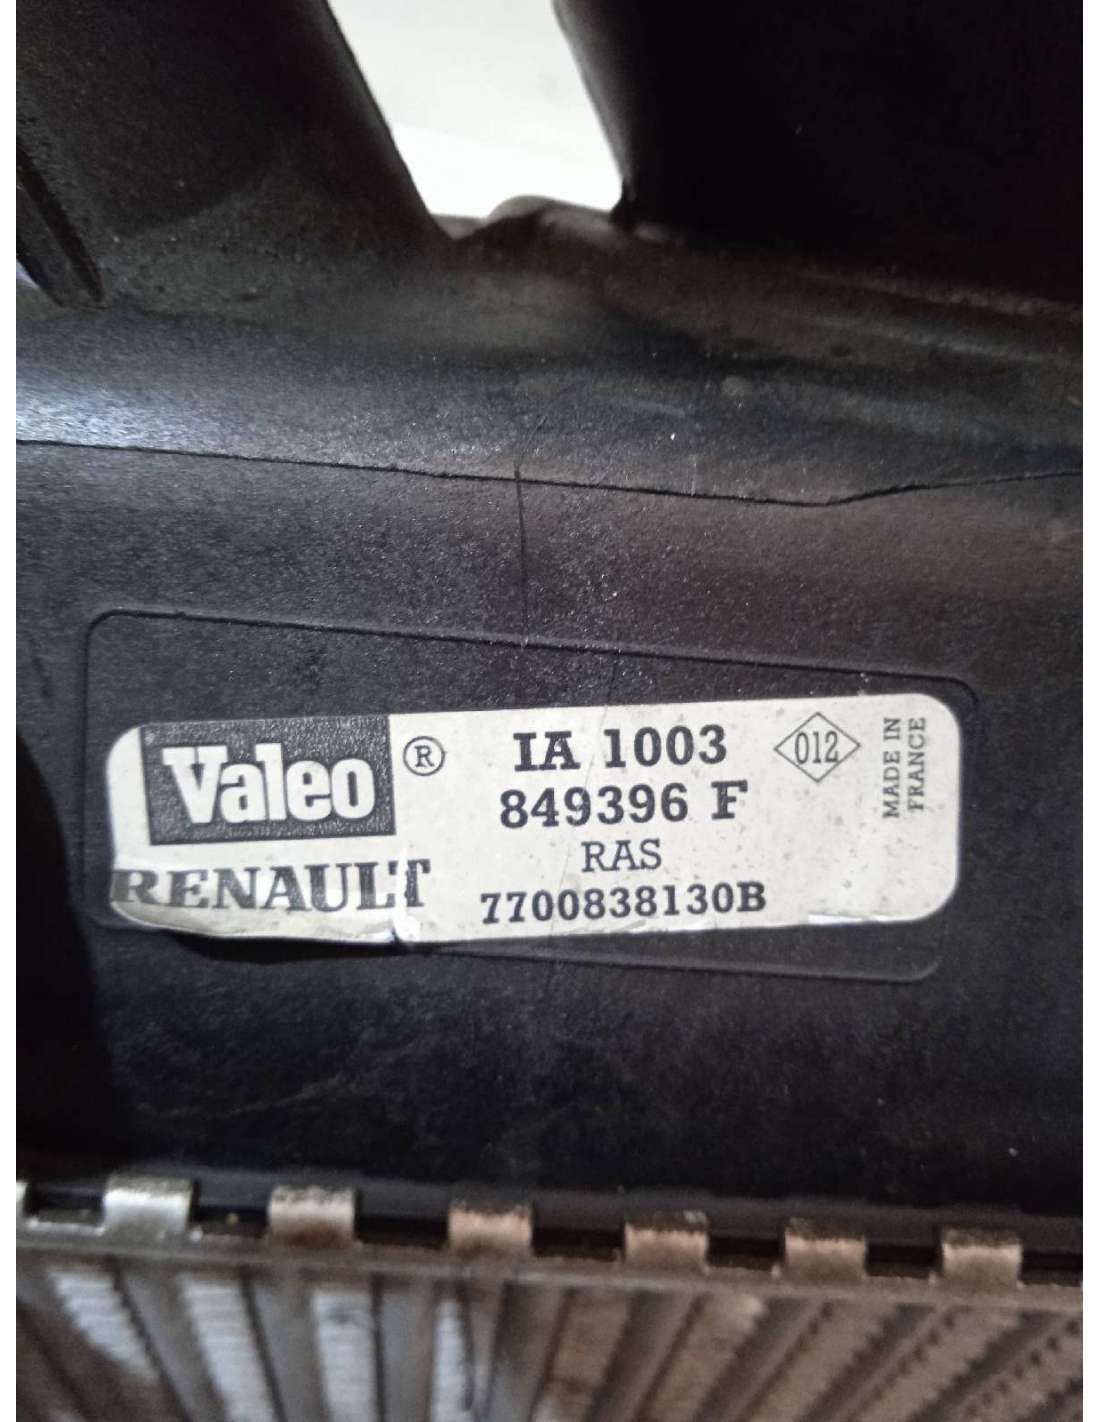 Valeo ®
RENAULT
IA 1003
849396 F
RAS
7700838130B
012
MADE IN
FRANCE